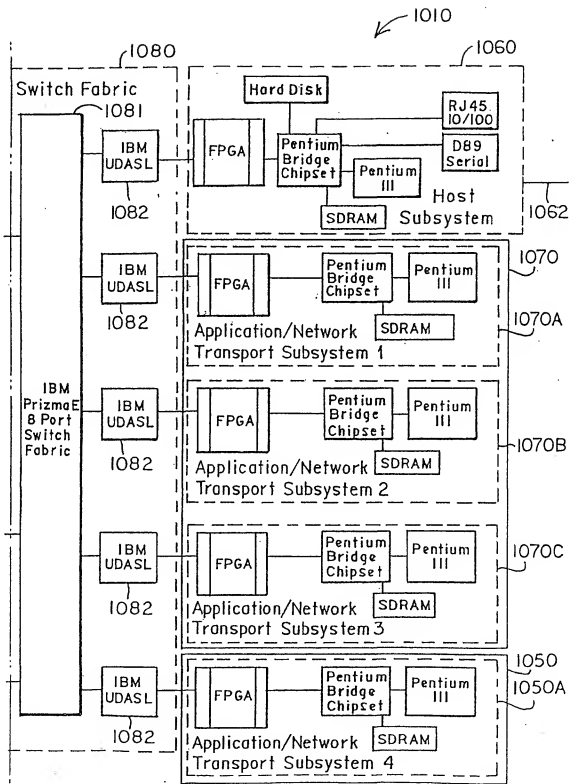 1010
1080
1060
Switch Fabric
1081
Hard Disk
RJ45
10/100
IBM
UDASL
FPGA
Pentium
Bridge
Chipset
D89
Serial
Pentium
III
1082
Host
Subsystem
SDRAM
1062
IBM
UDASL
FPGA
Pentium
Bridge
Chipset
Pentium
III
1070
1082
SDRAM
Application/Network
Transport Subsystem 1
1070A
IBM
PrizmaE
8 Port
Switch
Fabric
IBM
UDASL
FPGA
Pentium
Bridge
Chipset
Pentium
III
1082
SDRAM
1070B
Application/Network
Transport Subsystem 2
IBM
UDASL
FPGA
Pentium
Bridge
Chipset
Pentium
III
1070C
1082
SDRAM
Application/Network
Transport Subsystem 3
IBM
UDASL
FPGA
Pentium
Bridge
Chipset
Pentium
III
1050
1050A
1082
SDRAM
Application/Network
Transport Subsystem 4